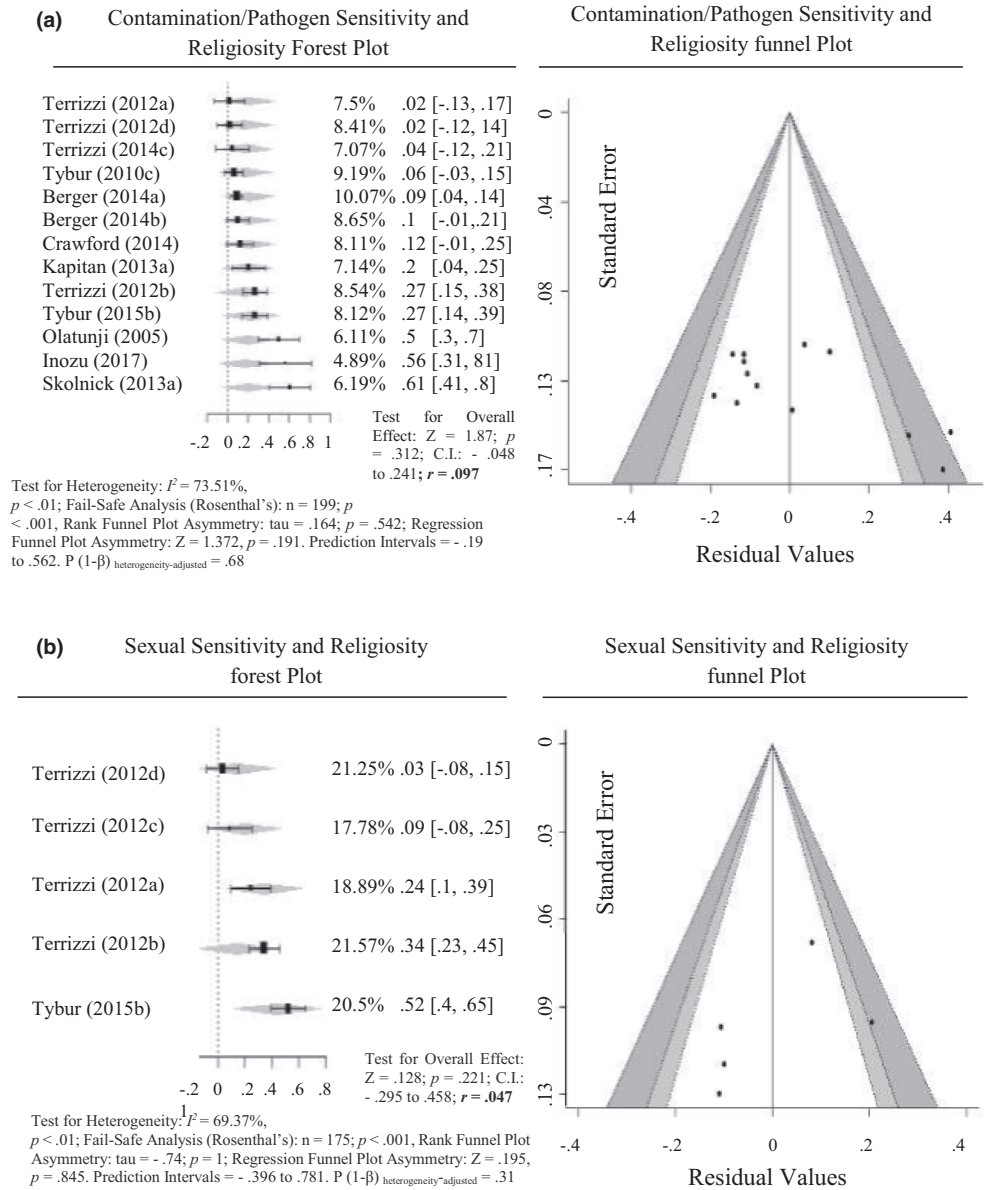 (a)
Contamination/Pathogen Sensitivity and
Religiosity Forest Plot
Terrizzi (2012a) 7.5% .02 [-.13, .17]
Terrizzi (2012d) 8.41% .02 [-.12, 14]
Terrizzi (2014c) 7.07% .04 [-.12, .21]
Tybur (2010c) 9.19% .06 [-.03, .15]
Berger (2014a) 10.07% .09 [.04, .14]
Berger (2014b) 8.65% .1 [-.01,.21]
Crawford (2014) 8.11% .12 [-.01, .25]
Kapitan (2013a) 7.14% .2 [.04, .25]
Terrizzi (2012b) 8.54% .27 [.15, .38]
Tybur (2015b) 8.12% .27 [.14, .39]
Olatunji (2005) 6.11% .5 [.3, .7]
Inozu (2017) 4.89% .56 [.31, 81]
Skolnick (2013a) 6.19% .61 [.41, .8]
-.2 0 .2 .4 .6 .8 1
Test for Overall
Effect: Z = 1.87; p
= .312; C.I.: - .048
to .241; r = .097
Test for Heterogeneity: I² = 73.51%,
p < .01; Fail-Safe Analysis (Rosenthal's): n = 199; p
< .001, Rank Funnel Plot Asymmetry: tau = .164; p = .542; Regression
Funnel Plot Asymmetry: Z = 1.372, p = .191. Prediction Intervals = - .19
to .562. P (1-β) heterogeneity-adjusted = .68
Contamination/Pathogen Sensitivity and
Religiosity funnel Plot
Standard Error
0
.04
.08
.13
.17
-.4 -.2 0 .2 .4
Residual Values
(b)
Sexual Sensitivity and Religiosity
forest Plot
Terrizzi (2012d) 21.25% .03 [-.08, .15]
Terrizzi (2012c) 17.78% .09 [-.08, .25]
Terrizzi (2012a) 18.89% .24 [.1, .39]
Terrizzi (2012b) 21.57% .34 [.23, .45]
Tybur (2015b) 20.5% .52 [.4, .65]
-.2 0 .2 .4 .6 .8
1
Test for Overall Effect:
Z = .128; p = .221; C.I.:
- .295 to .458; r = .047
Test for Heterogeneity: I² = 69.37%,
p < .01; Fail-Safe Analysis (Rosenthal's): n = 175; p < .001, Rank Funnel Plot
Asymmetry: tau = - .74; p = 1; Regression Funnel Plot Asymmetry: Z = .195,
p = .845. Prediction Intervals = - .396 to .781. P (1-β) heterogeneity-adjusted = .31
Sexual Sensitivity and Religiosity
funnel Plot
Standard Error
0
.03
.06
.09
.13
-.4 -.2 0 .2 .4
Residual Values